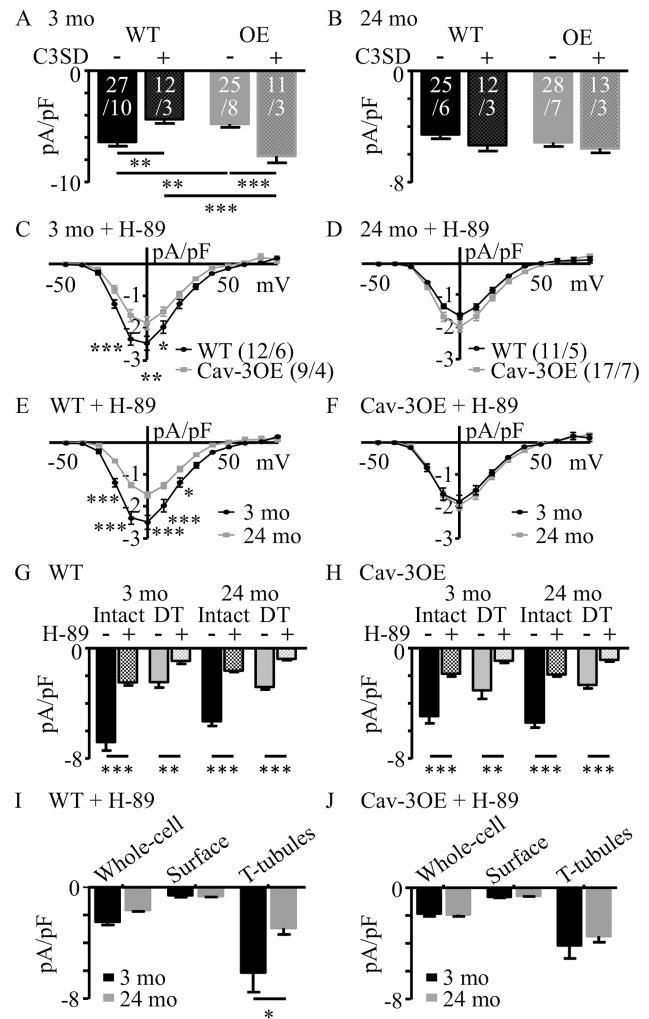 A 3 mo
WT OE
C3SD - + - +
0
27/10 12/3 25/8 11/3
pA/pF
-10
**
** ***
***
B 24 mo
WT OE
- + - +
0
25/6 12/3 28/7 13/3
pA/pF
-8
C 3 mo + H-89
pA/pF
-50 50 mV
-1
-2
-3
*** *
**
WT (12/6)
Cav-3OE (9/4)
D 24 mo + H-89
pA/pF
-50 50 mV
-1
-2
-3
WT (11/5)
Cav-3OE (17/7)
E WT + H-89
pA/pF
-50 50 mV
-1
-2
-3
*** *
*** ***
***
3 mo
24 mo
F Cav-3OE + H-89
pA/pF
-50 50 mV
-1
-2
-3
3 mo
24 mo
G WT
3 mo 24 mo
Intact DT Intact DT
H-89 - + - + - + - +
0
pA/pF
-8
*** ** *** ***
H Cav-3OE
3 mo 24 mo
Intact DT Intact DT
H-89 - + - + - + - +
0
pA/pF
-8
*** ** *** ***
I WT + H-89
Whole-cell Surface T-tubules
0
pA/pF
-8
3 mo
24 mo
*
J Cav-3OE + H-89
Whole-cell Surface T-tubules
0
pA/pF
-8
3 mo
24 mo